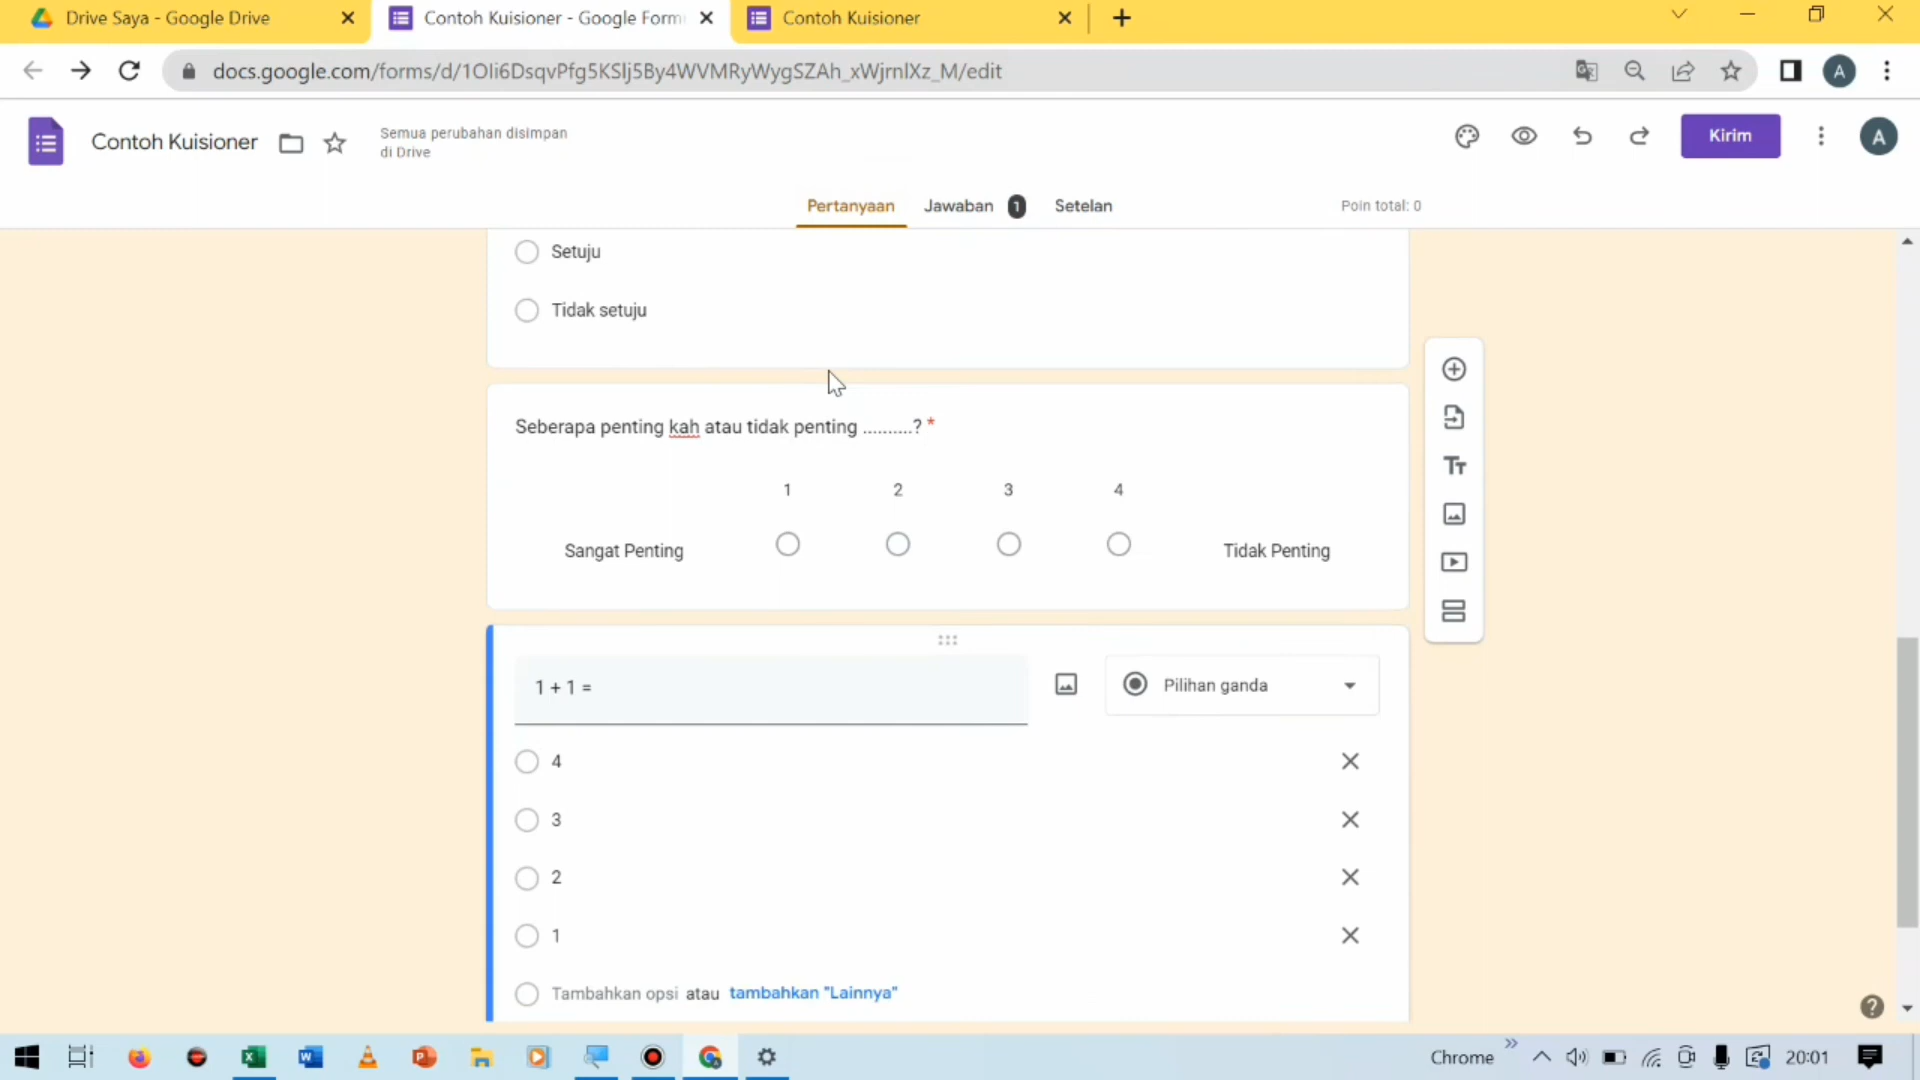 Drive Saya - Google Drive
Contoh Kuisioner - Google Form
Contoh Kuisioner
docs.google.com/forms/d/1Oli6DsqvPfg5KSlj5By4WVMRyWygSZAh_xWjrnlXz_M/edit
A
Contoh Kuisioner
Semua perubahan disimpan
di Drive
Kirim
A
Pertanyaan
Jawaban 1
Setelan
Poin total: 0
Setuju
Tidak setuju
Seberapa penting kah atau tidak penting ..........? *
1 2 3 4
Sangat Penting
Tidak Penting
1 + 1 =
Pilihan ganda
4
3
2
1
Tambahkan opsi atau tambahkan "Lainnya"
Chrome
20:01